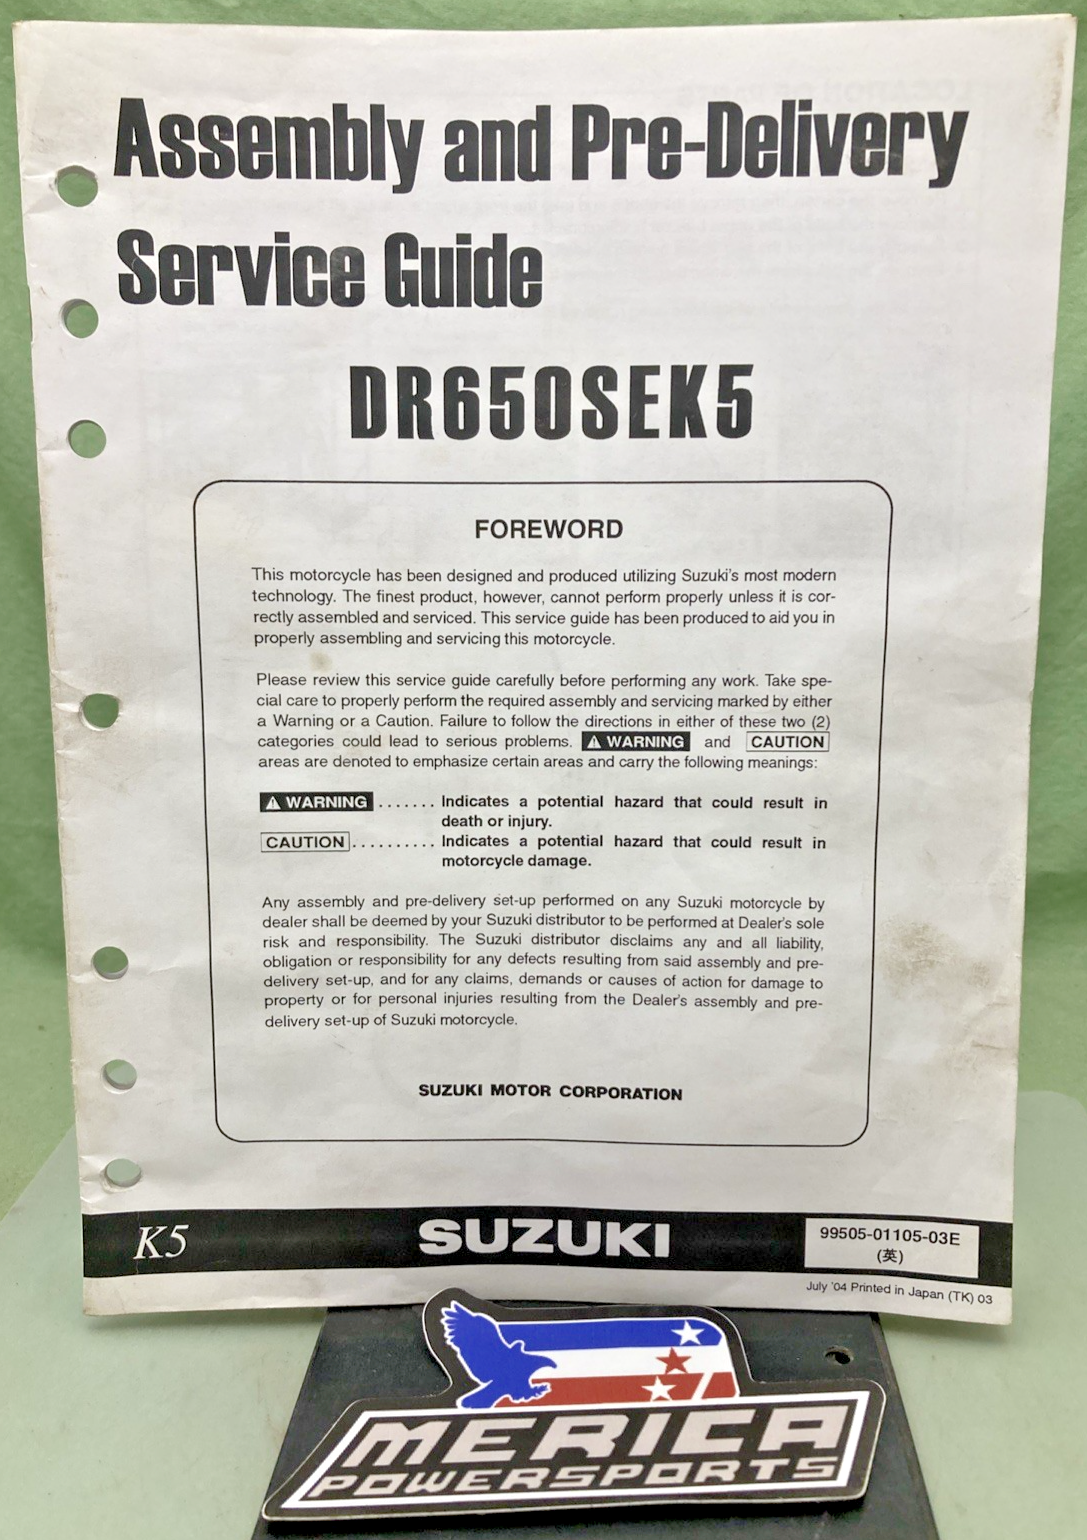 Assembly and Pre-Delivery
Service Guide
DR650SEK5
FOREWORD
This motorcycle has been designed and produced utilizing Suzuki's most modern
technology. The finest product, however, cannot perform properly unless it is cor-
rectly assembled and serviced. This service guide has been produced to aid you in
properly assembling and servicing this motorcycle.
Please review this service guide carefully before performing any work. Take spe-
cial care to properly perform the required assembly and servicing marked by either
a Warning or a Caution. Failure to follow the directions in either of these two (2)
categories could lead to serious problems. ⚠ WARNING and CAUTION
areas are denoted to emphasize certain areas and carry the following meanings:
⚠ WARNING ....... Indicates a potential hazard that could result in
death or injury.
CAUTION .......... Indicates a potential hazard that could result in
motorcycle damage.
Any assembly and pre-delivery set-up performed on any Suzuki motorcycle by
dealer shall be deemed by your Suzuki distributor to be performed at Dealer's sole
risk and responsibility. The Suzuki distributor disclaims any and all liability,
obligation or responsibility for any defects resulting from said assembly and pre-
delivery set-up, and for any claims, demands or causes of action for damage to
property or for personal injuries resulting from the Dealer's assembly and pre-
delivery set-up of Suzuki motorcycle.
SUZUKI MOTOR CORPORATION
K5 SUZUKI 99505-01105-03E
(英)
July '04 Printed in Japan (TK) 03
MERICA
POWERSPORTS